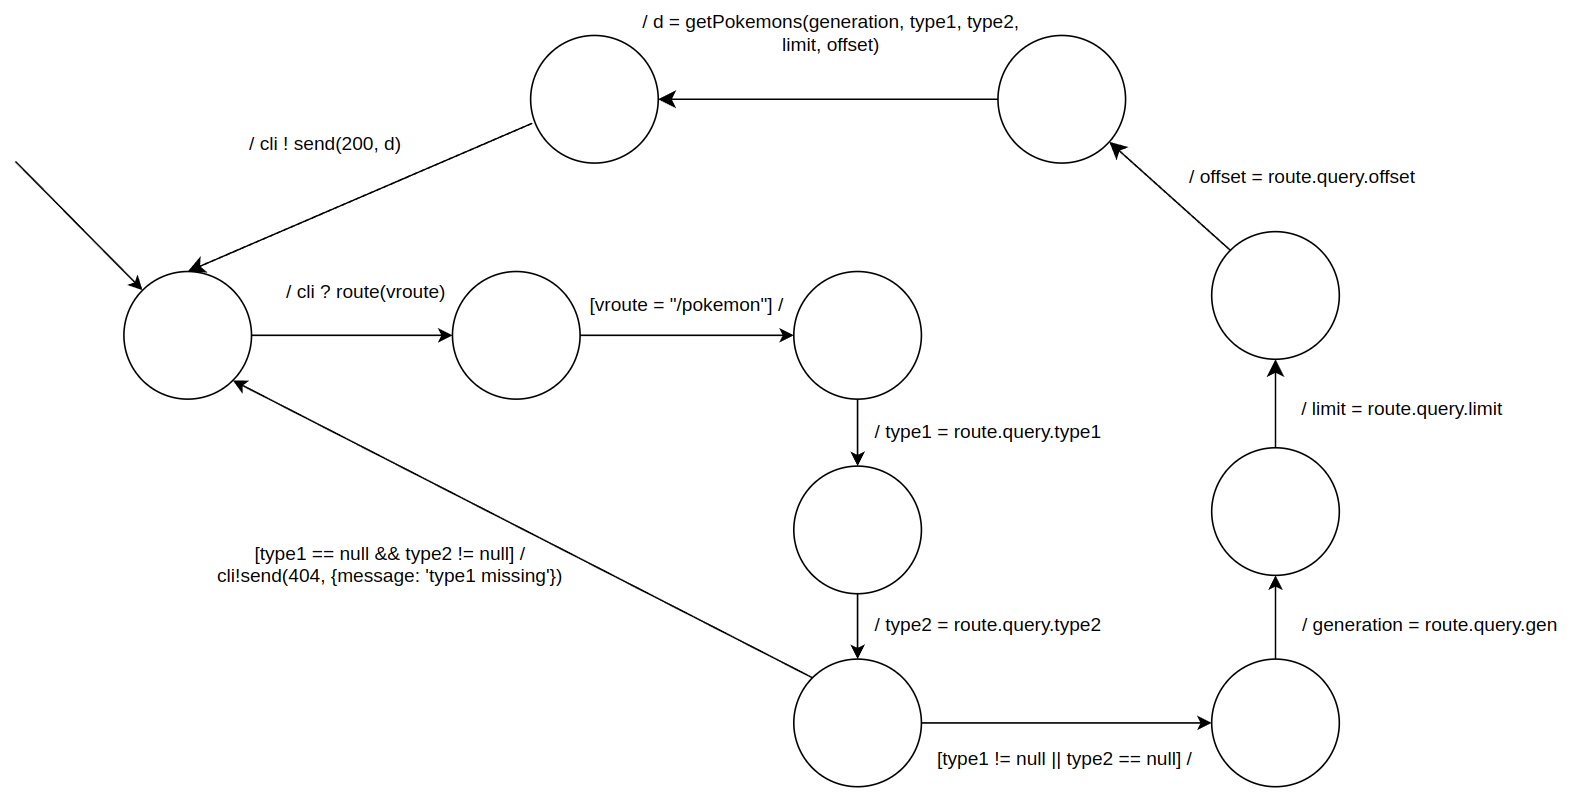 / d = getPokemons(generation, type1, type2,
limit, offset)
/ cli ! send(200, d)
/ offset = route.query.offset
/ cli ? route(vroute)
[vroute = "/pokemon"] /
/ limit = route.query.limit
/ type1 = route.query.type1
[type1 == null && type2 != null] /
cli!send(404, {message: 'type1 missing'})
/ type2 = route.query.type2
/ generation = route.query.gen
[type1 != null || type2 == null] /